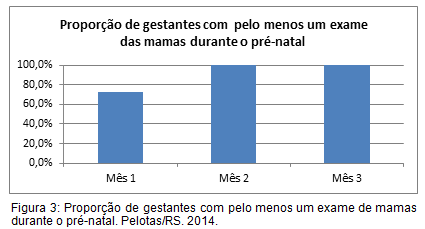 Proporção de gestantes com pelo menos um exame
das mamas durante o pré-natal
100,0%
80,0%
60,0%
40,0%
20,0%
0,0%
Mês 1 Mês 2 Mês 3
Figura 3: Proporção de gestantes com pelo menos um exame de mamas
durante o pré-natal. Pelotas/RS. 2014.